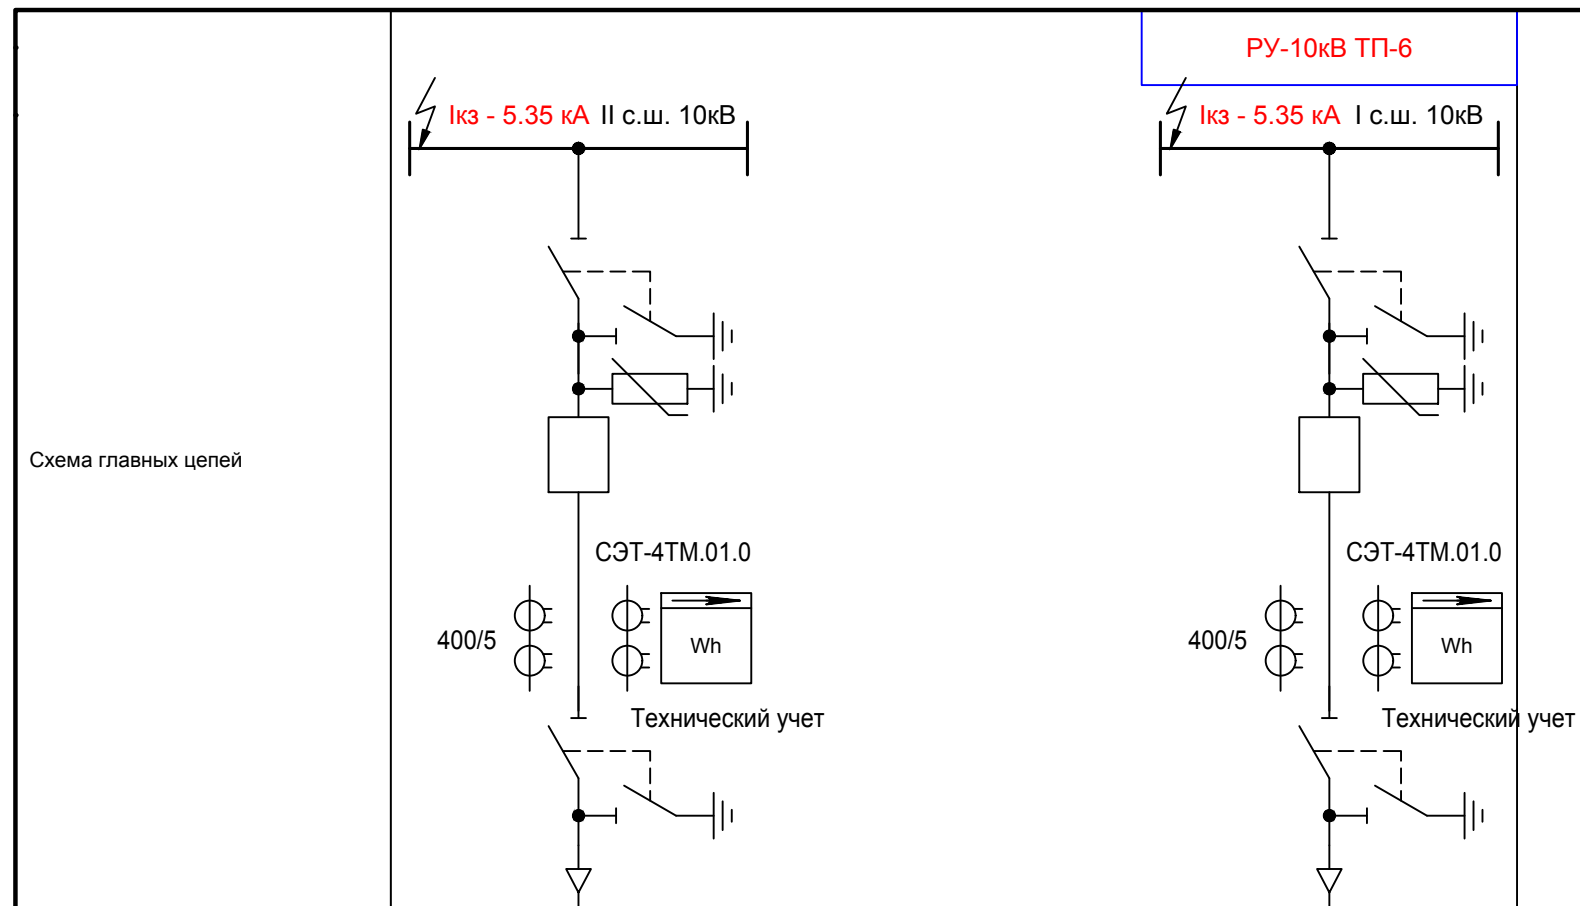 РУ-10кВ ТП-6
Iкз - 5.35 кА II с.ш. 10кВ
Iкз - 5.35 кА I с.ш. 10кВ
Схема главных цепей
СЭТ-4ТМ.01.0
СЭТ-4ТМ.01.0
400/5
Wh
400/5
Wh
Технический учет
Технический учет